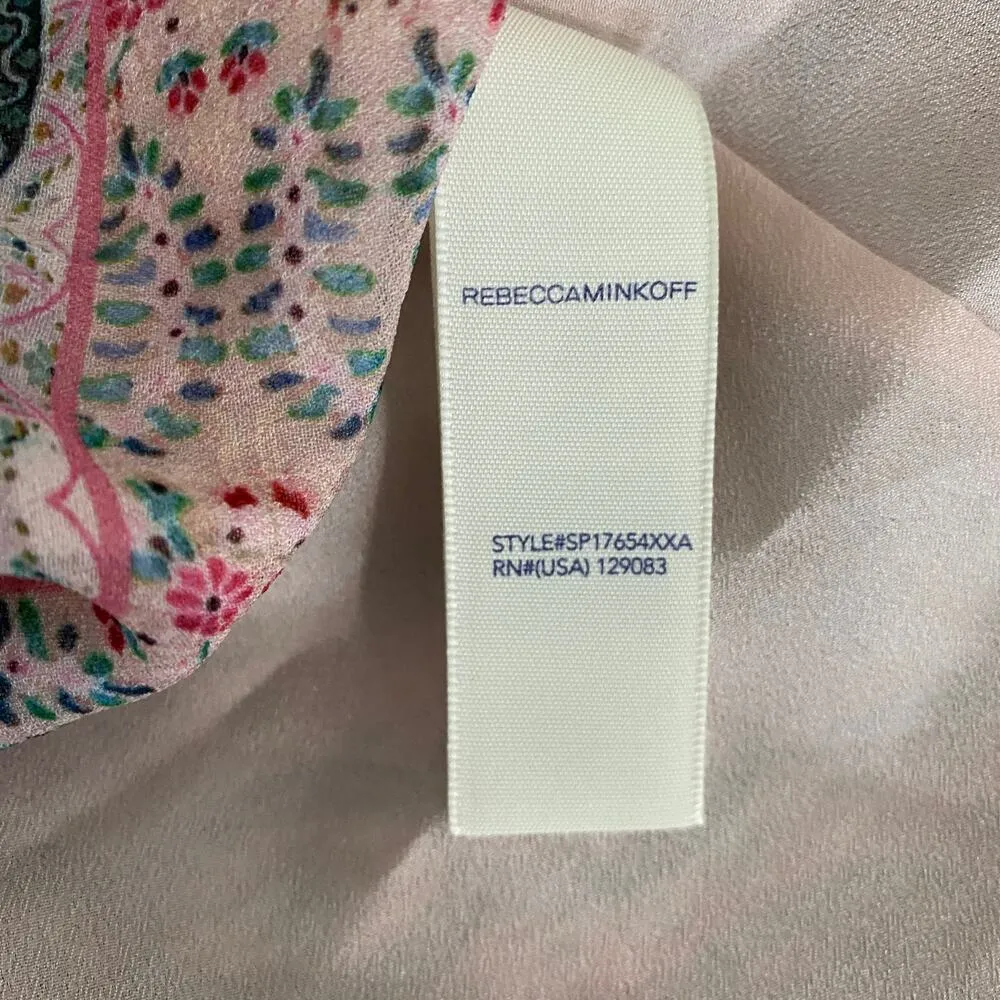 REBECCAMINKOFF
STYLE#SP17654XXA
RN#(USA) 129083